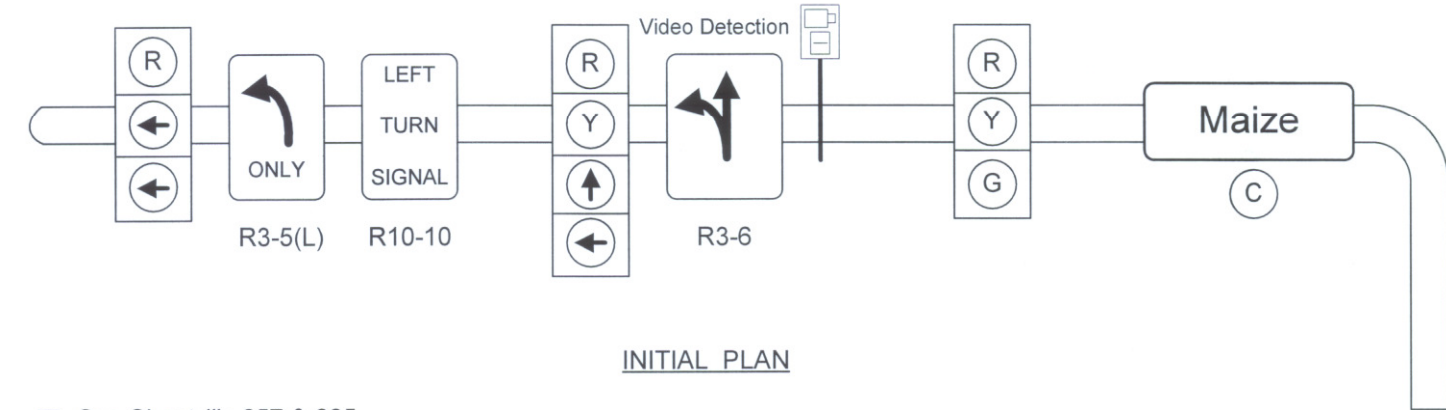 Video Detection
R
R
R
LEFT
TURN
SIGNAL
Y
Y
Maize
ONLY
G
C
R3-5(L)
R10-10
R3-6
INITIAL PLAN